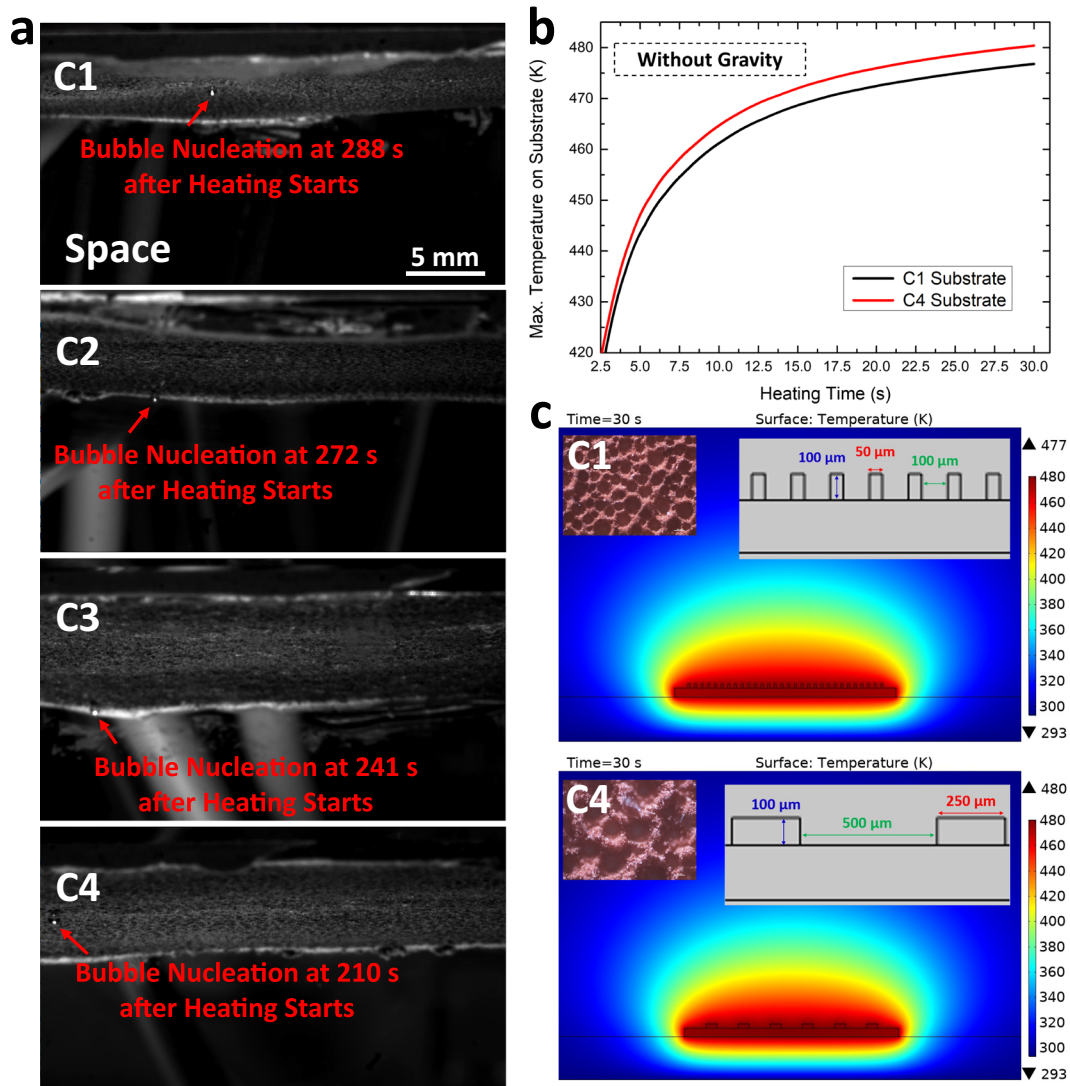 a
C1
Bubble Nucleation at 288 s
after Heating Starts
Space
5 mm
C2
Bubble Nucleation at 272 s
after Heating Starts
C3
Bubble Nucleation at 241 s
after Heating Starts
C4
Bubble Nucleation at 210 s
after Heating Starts
b
Max. Temperature on Substrate (K)
480
470
460
450
440
430
420
Without Gravity
C1 Substrate
C4 Substrate
2.5 5.0 7.5 10.0 12.5 15.0 17.5 20.0 22.5 25.0 27.5 30.0
Heating Time (s)
c
Time=30 s Surface: Temperature (K)
C1
100 μm
50 μm
100 μm
▲ 477
480
460
440
420
400
380
360
340
320
300
▼ 293
Time=30 s Surface: Temperature (K)
C4
100 μm
500 μm
250 μm
▲ 480
480
460
440
420
400
380
360
340
320
300
▼ 293